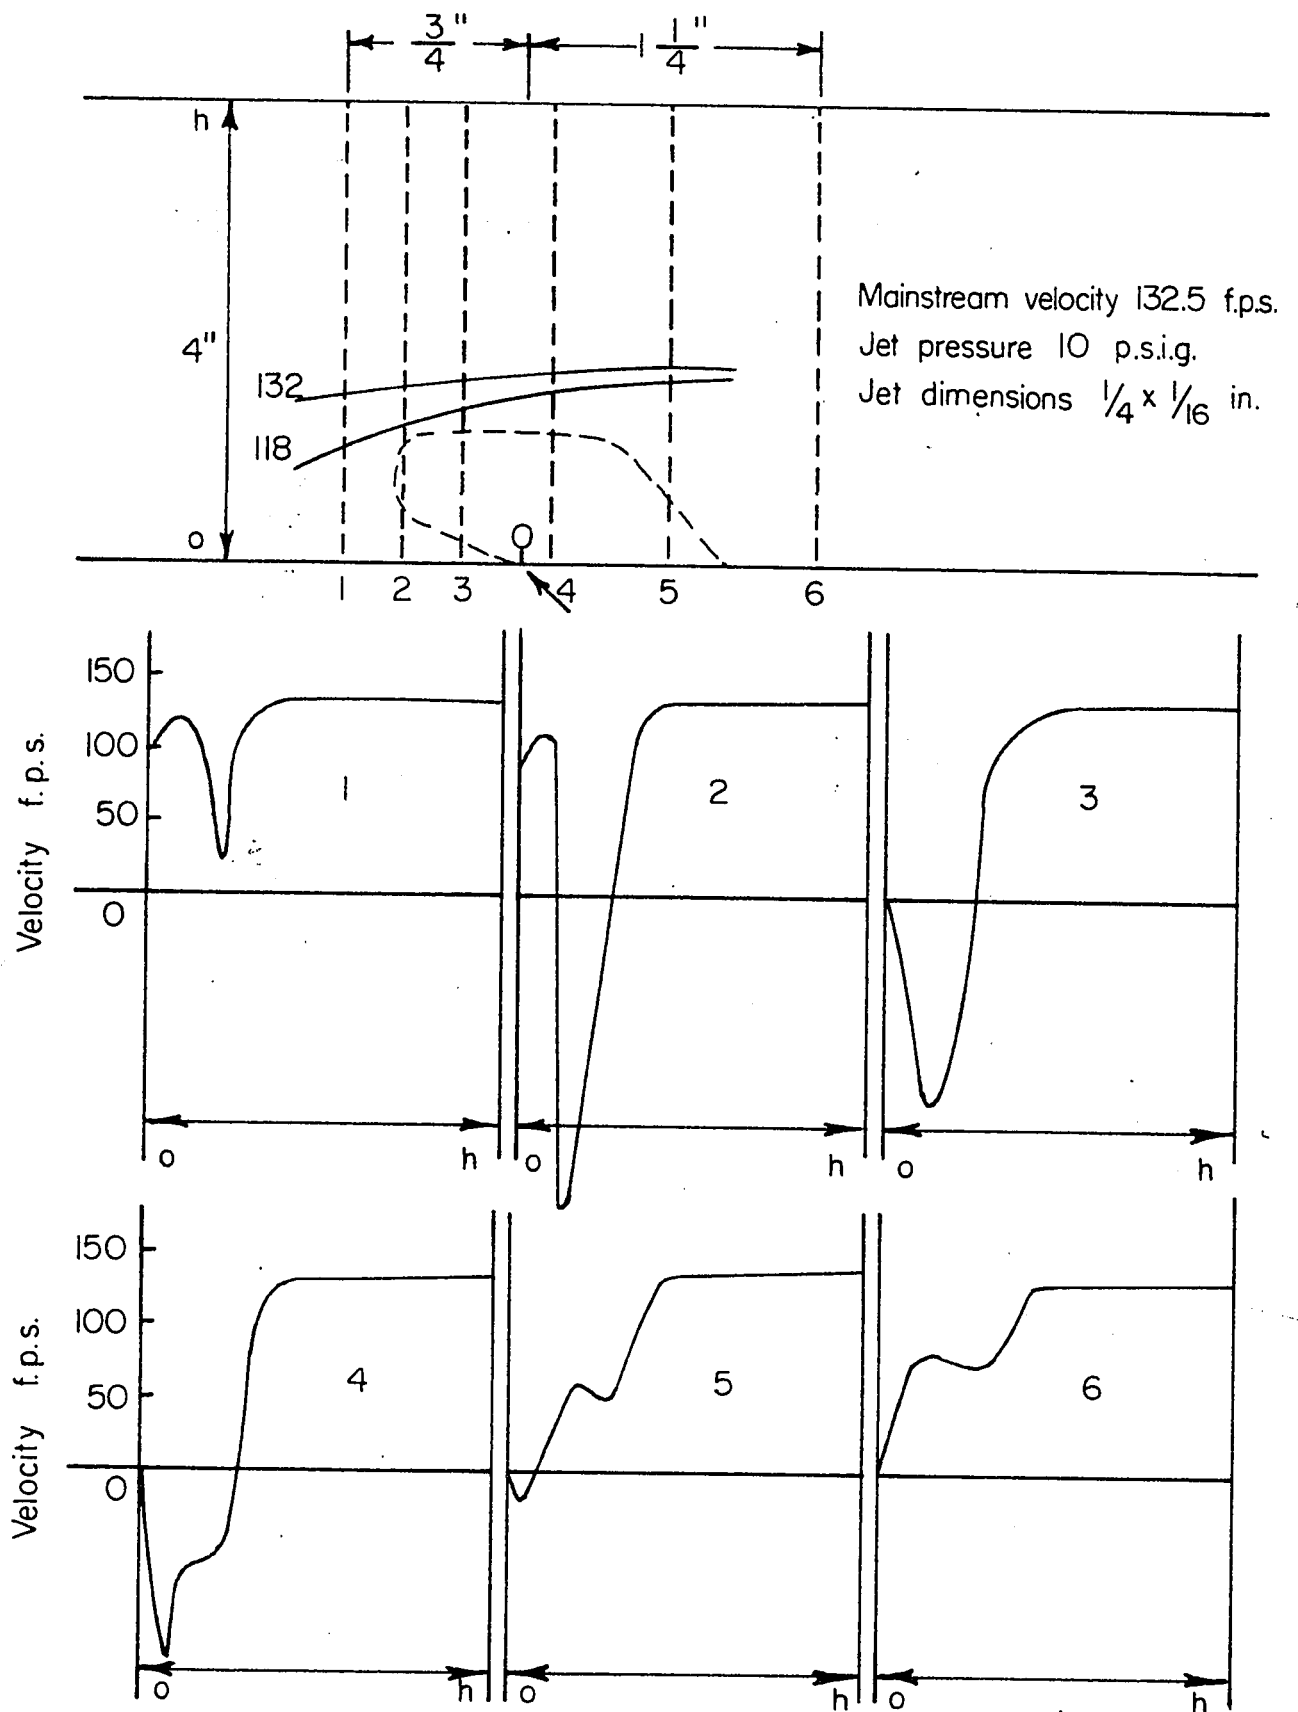 3/4" 1 1/4"
h
4"
132
118
o
O
1 2 3 4 5 6
Mainstream velocity 132.5 f.p.s.
Jet pressure 10 p.s.i.g.
Jet dimensions 1/4 x 1/16 in.
Velocity f.p.s.
150
100
50
0
1
2
3
o h o h o h
Velocity f.p.s.
150
100
50
0
4
5
6
o h o h o h